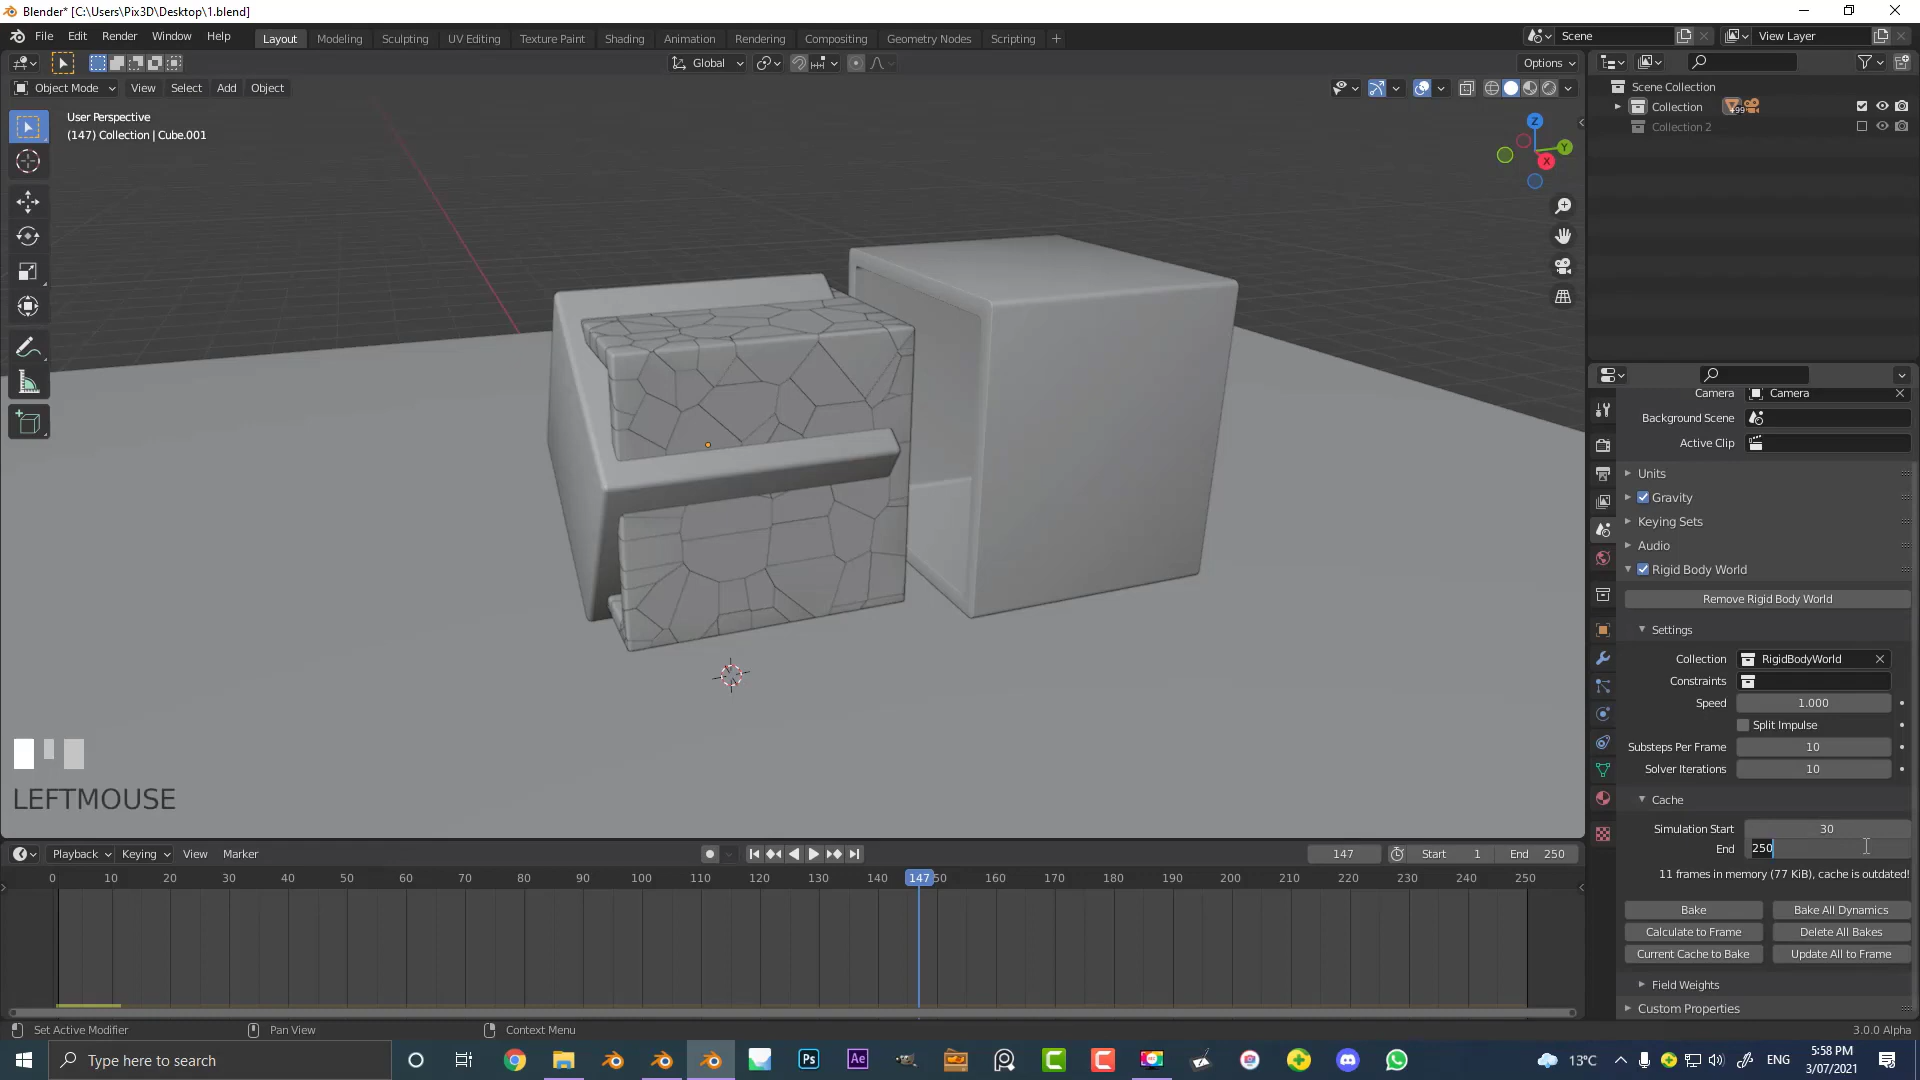 Blender* [C:\Users\Pix3D\Desktop\1.blend]
File Edit Render Window Help
Layout Modeling Sculpting UV Editing Texture Paint Shading Animation Rendering Compositing Geometry Nodes Scripting +
Scene View Layer
Global Options
Object Mode View Select Add Object
User Perspective
(147) Collection | Cube.001
Z
Y
X
LEFTMOUSE
Scene Collection
Collection +99
Collection 2
Camera Camera
Background Scene
Active Clip
Units
Gravity
Keying Sets
Audio
Rigid Body World
Remove Rigid Body World
Settings
Collection RigidBodyWorld
Constraints
Speed 1.000
Split Impulse
Substeps Per Frame 10
Solver Iterations 10
Cache
Simulation Start 30
End 250
11 frames in memory (77 KiB), cache is outdated!
Bake Bake All Dynamics
Calculate to Frame Delete All Bakes
Current Cache to Bake Update All to Frame
Field Weights
Custom Properties
Playback Keying View Marker 147 Start 1 End 250
0 10 20 30 40 50 60 70 80 90 100 110 120 130 140 147 50 160 170 180 190 200 210 220 230 240 250
Set Active Modifier Pan View Context Menu 3.0.0 Alpha
Type here to search Ps Ae 13°C ENG 5:58 PM
3/07/2021